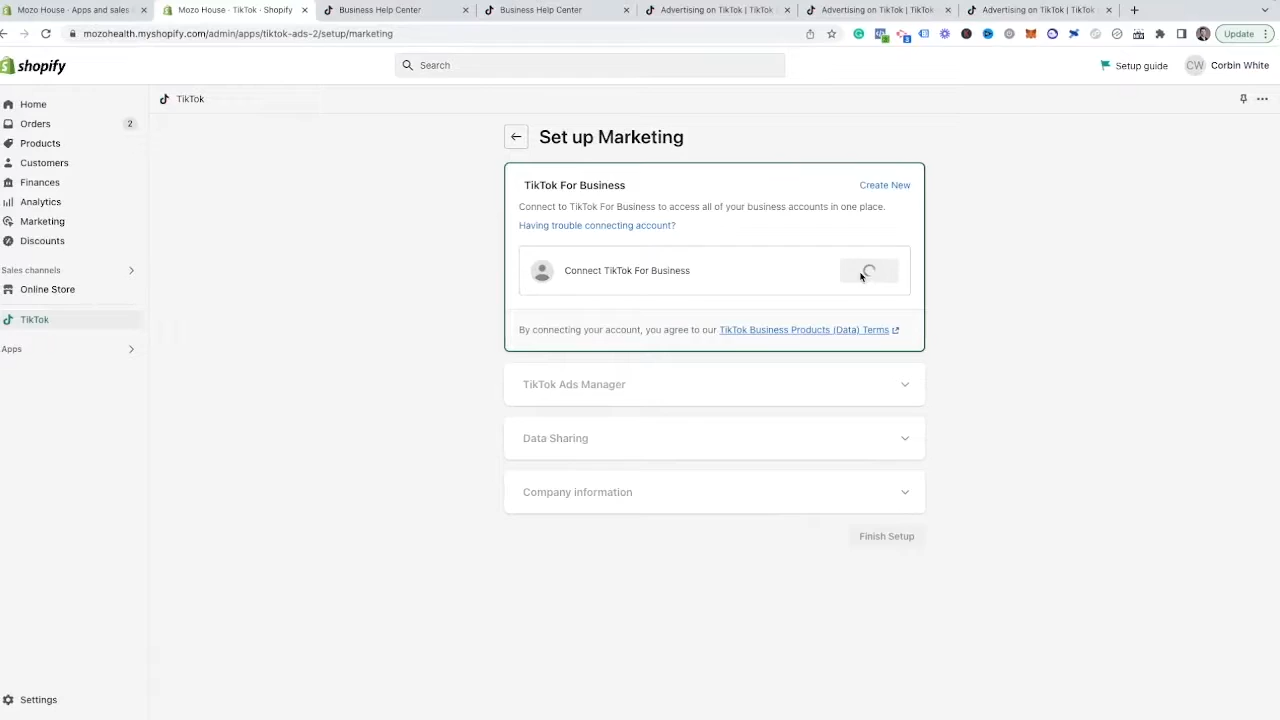 Mozo House - Apps and sales
Mozo House · TikTok · Shopify
Business Help Center
Business Help Center
Advertising on TikTok | TikTok
Advertising on TikTok | TikTok
Advertising on TikTok | TikTok
mozohealth.myshopify.com/admin/apps/tiktok-ads-2/setup/marketing
Update
shopify
Search
Setup guide
CW
Corbin White
Home
Orders
2
Products
Customers
Finances
Analytics
Marketing
Discounts
Sales channels
Online Store
TikTok
Apps
Settings
TikTok
Set up Marketing
TikTok For Business
Create New
Connect to TikTok For Business to access all of your business accounts in one place.
Having trouble connecting account?
Connect TikTok For Business
By connecting your account, you agree to our TikTok Business Products (Data) Terms
TikTok Ads Manager
Data Sharing
Company information
Finish Setup